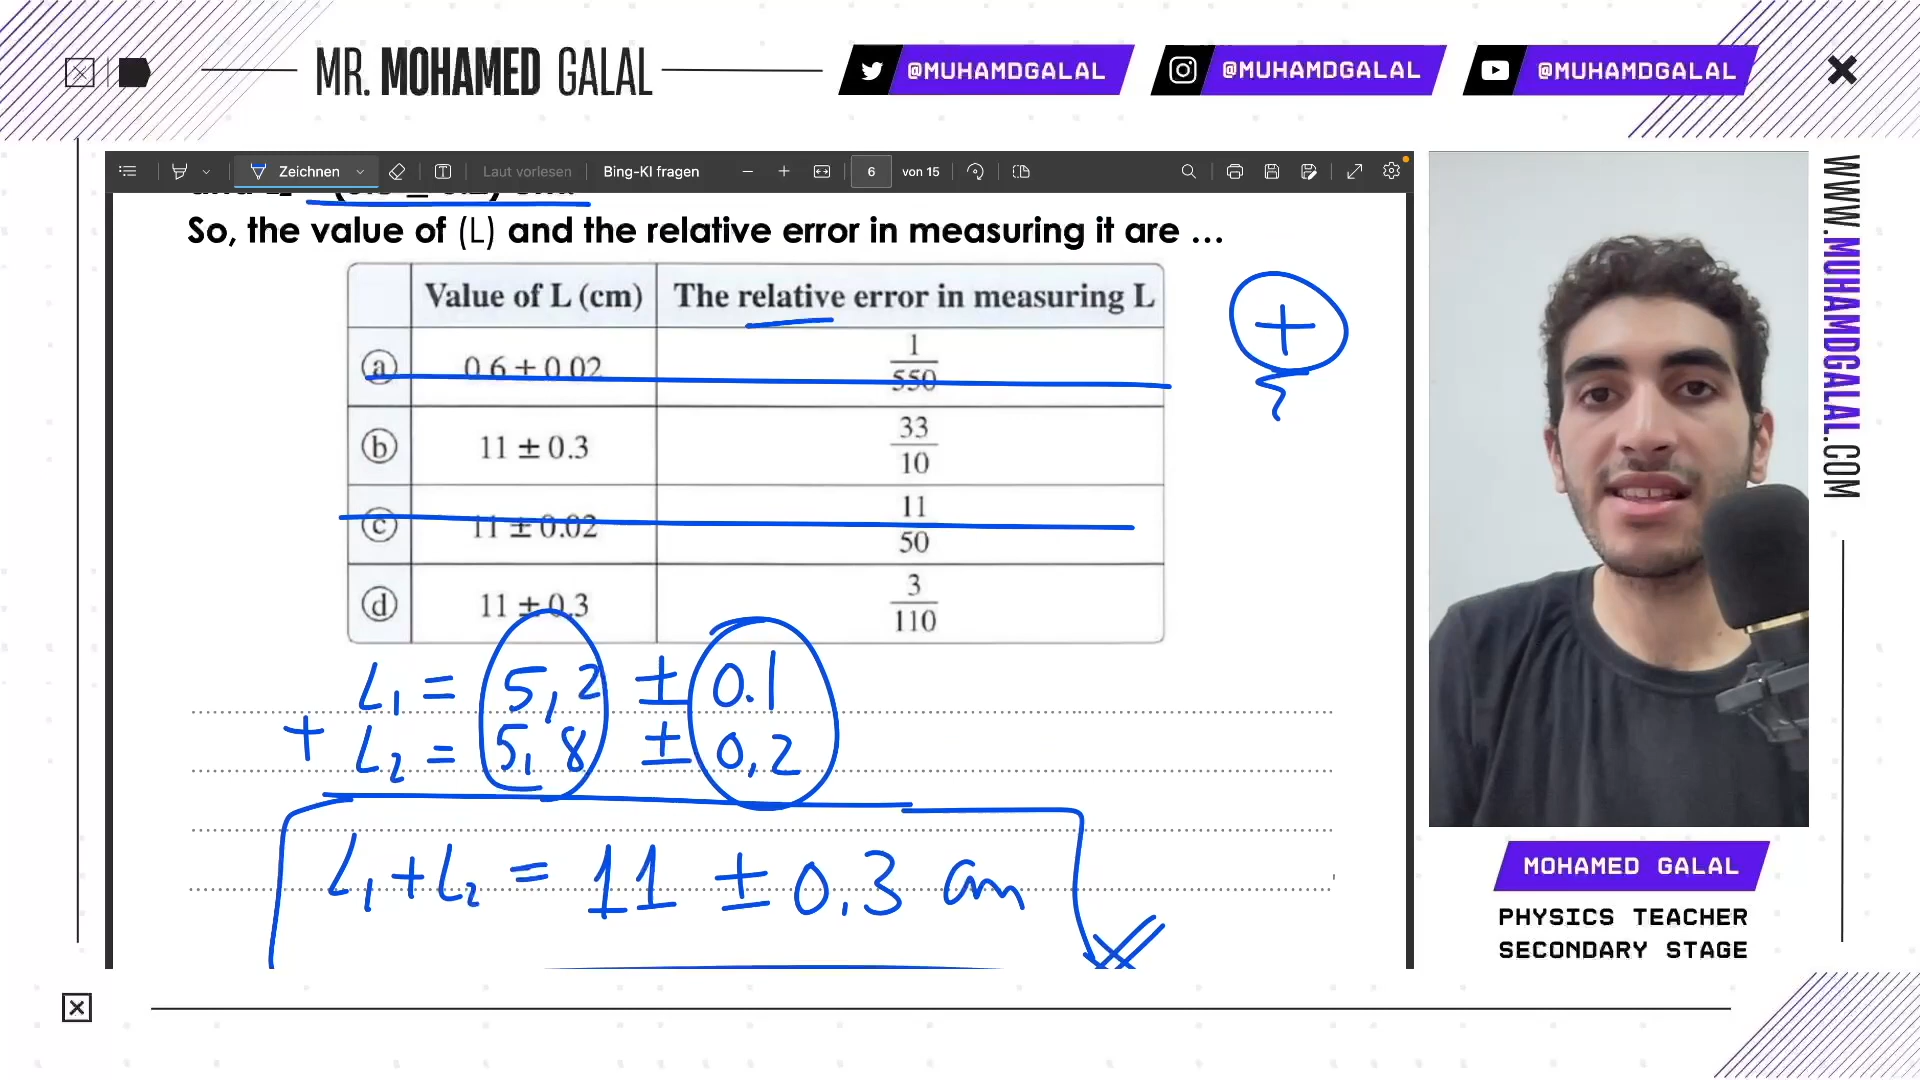 MR. MOHAMED GALAL
@MUHAMDGALAL
@MUHAMDGALAL
@MUHAMDGALAL
Zeichnen
Laut vorlesen
Bing-KI fragen
6
von 15
So, the value of (L) and the relative error in measuring it are ...
Value of L (cm) The relative error in measuring L
a 0.6 ± 0.02 1/550
b 11 ± 0.3 33/10
c 11 ± 0.02 11/50
d 11 ± 0.3 3/110
+
L₁ = 5,2 ± 0.1
+ L₂ = 5,8 ± 0,2
L₁+L₂ = 11 ± 0,3 cm
WWW.MUHAMDGALAL.COM
MOHAMED GALAL
PHYSICS TEACHER
SECONDARY STAGE